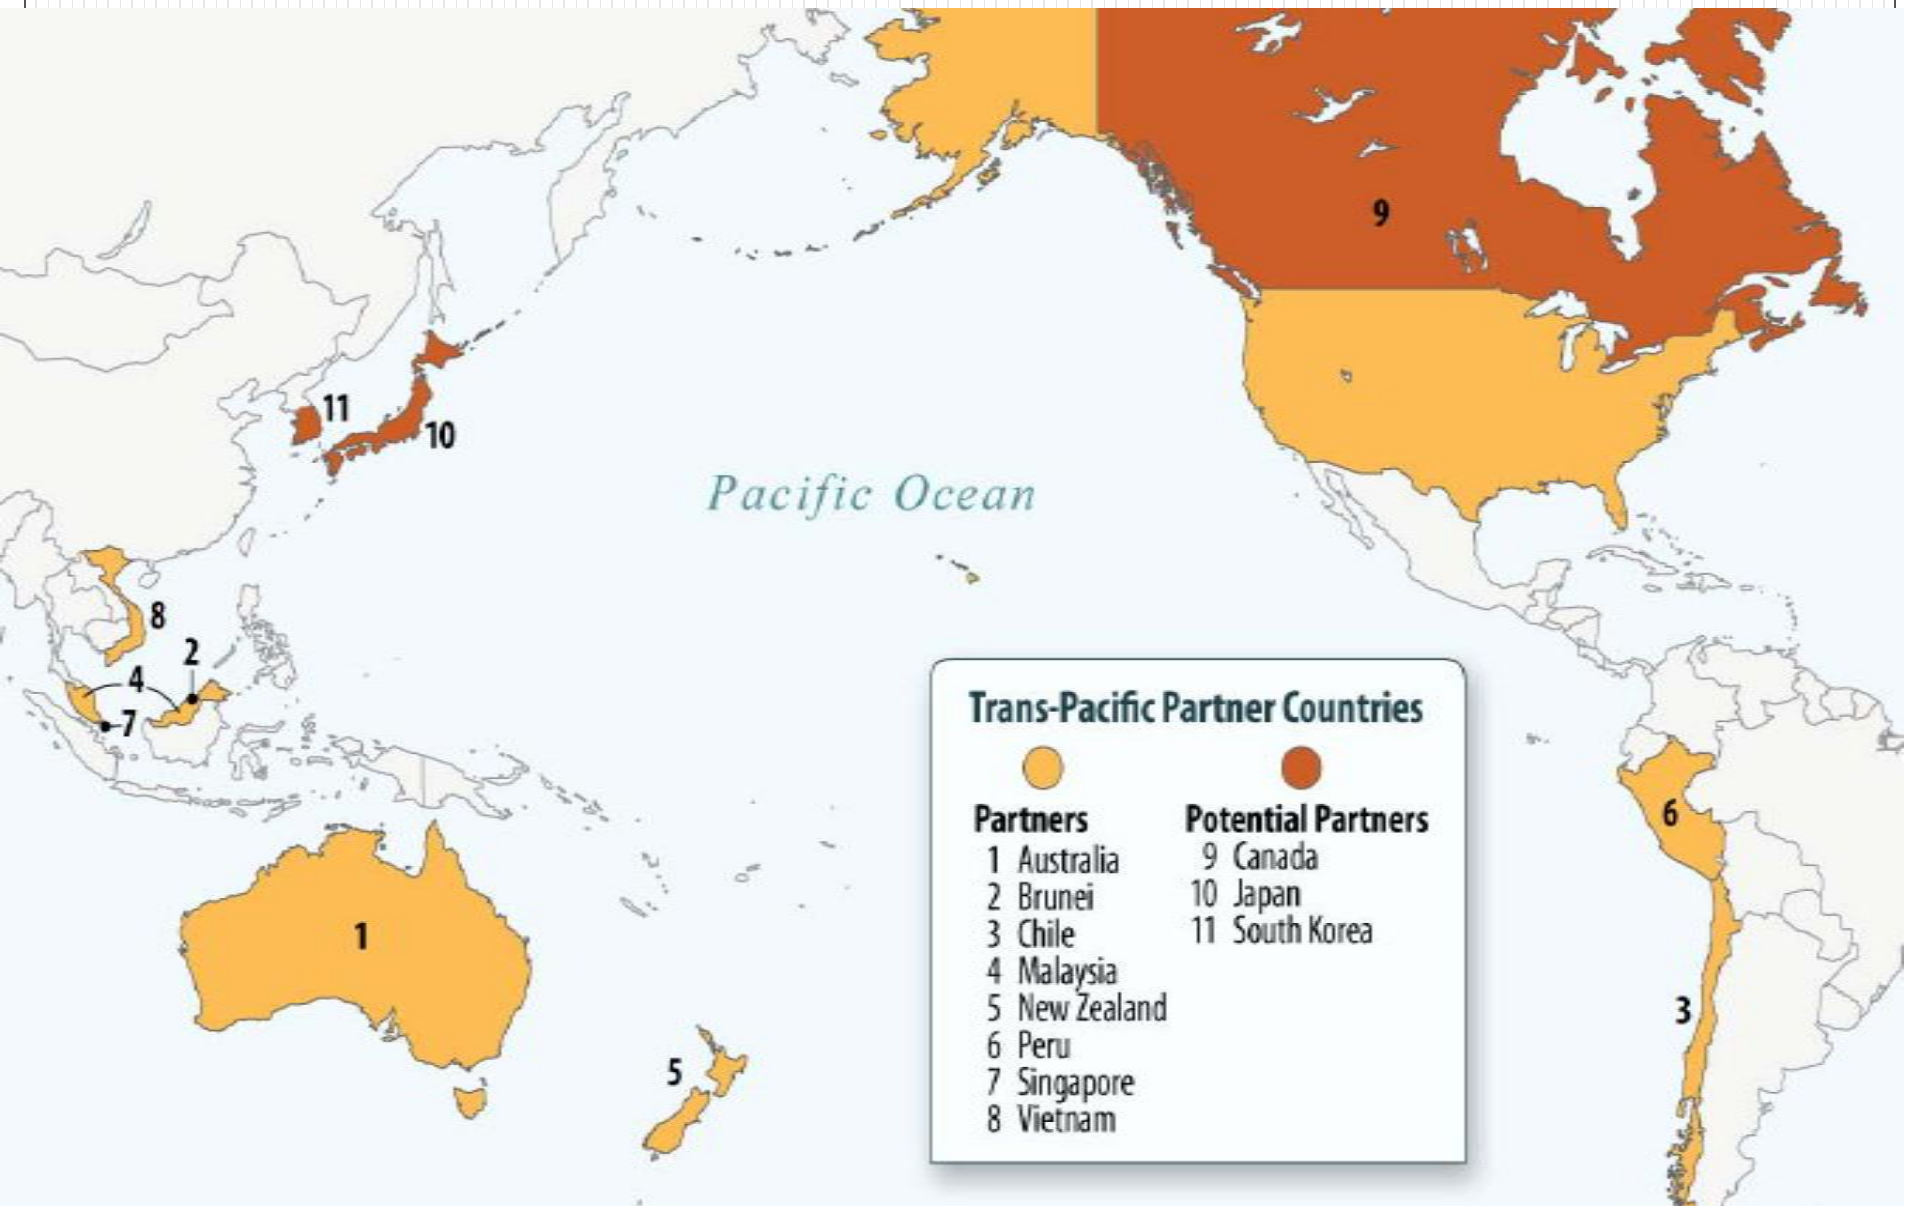 9
11
10
Pacific Ocean
8
2
4
7
Trans-Pacific Partner Countries
Partners
1 Australia
2 Brunei
3 Chile
4 Malaysia
5 New Zealand
6 Peru
7 Singapore
8 Vietnam
Potential Partners
9 Canada
10 Japan
11 South Korea
6
1
3
5